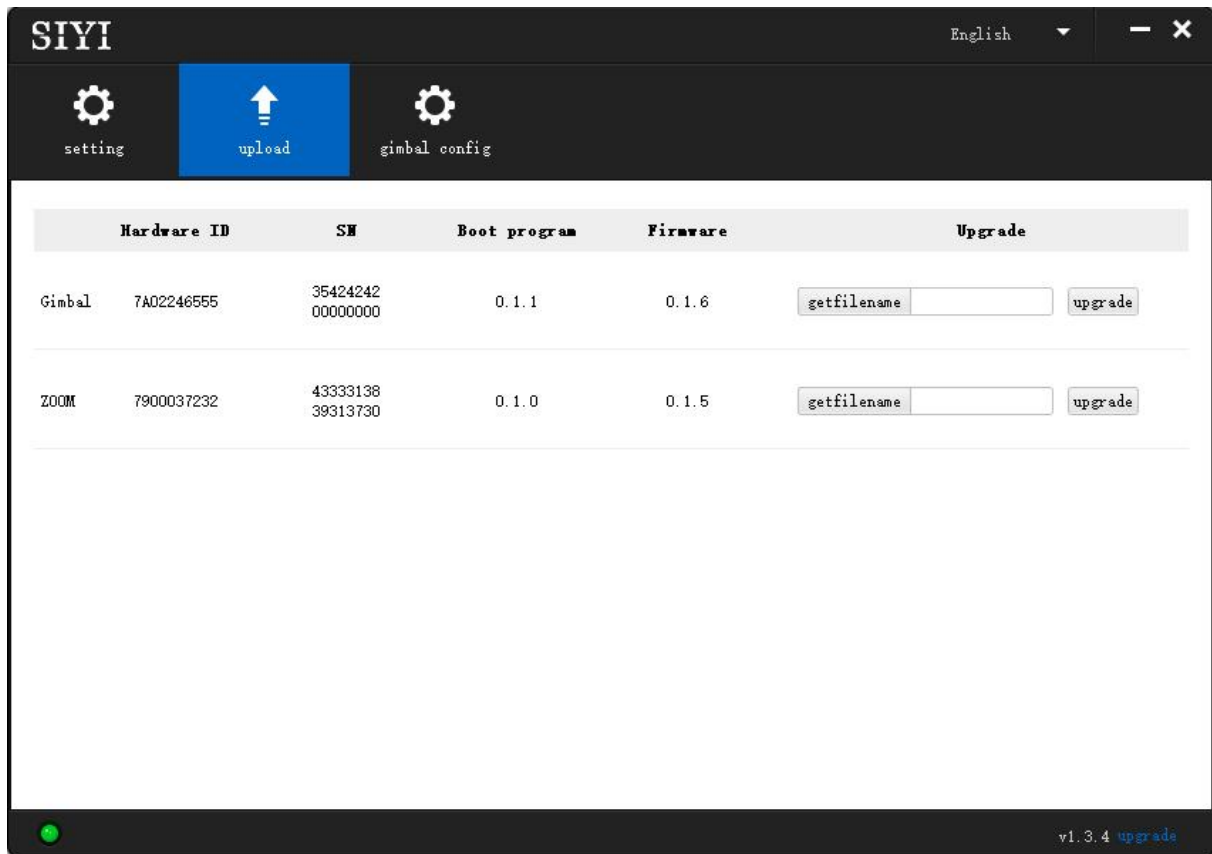 SIYI
English
setting
upload
gimbal config
Hardware ID SN Boot program Firmware Upgrade
Gimbal 7A02246555 35424242 0.1.1 0.1.6 getfilename upgrade
00000000
ZOOM 7900037232 43333138 0.1.0 0.1.5 getfilename upgrade
39313730
v1.3.4 upgrade